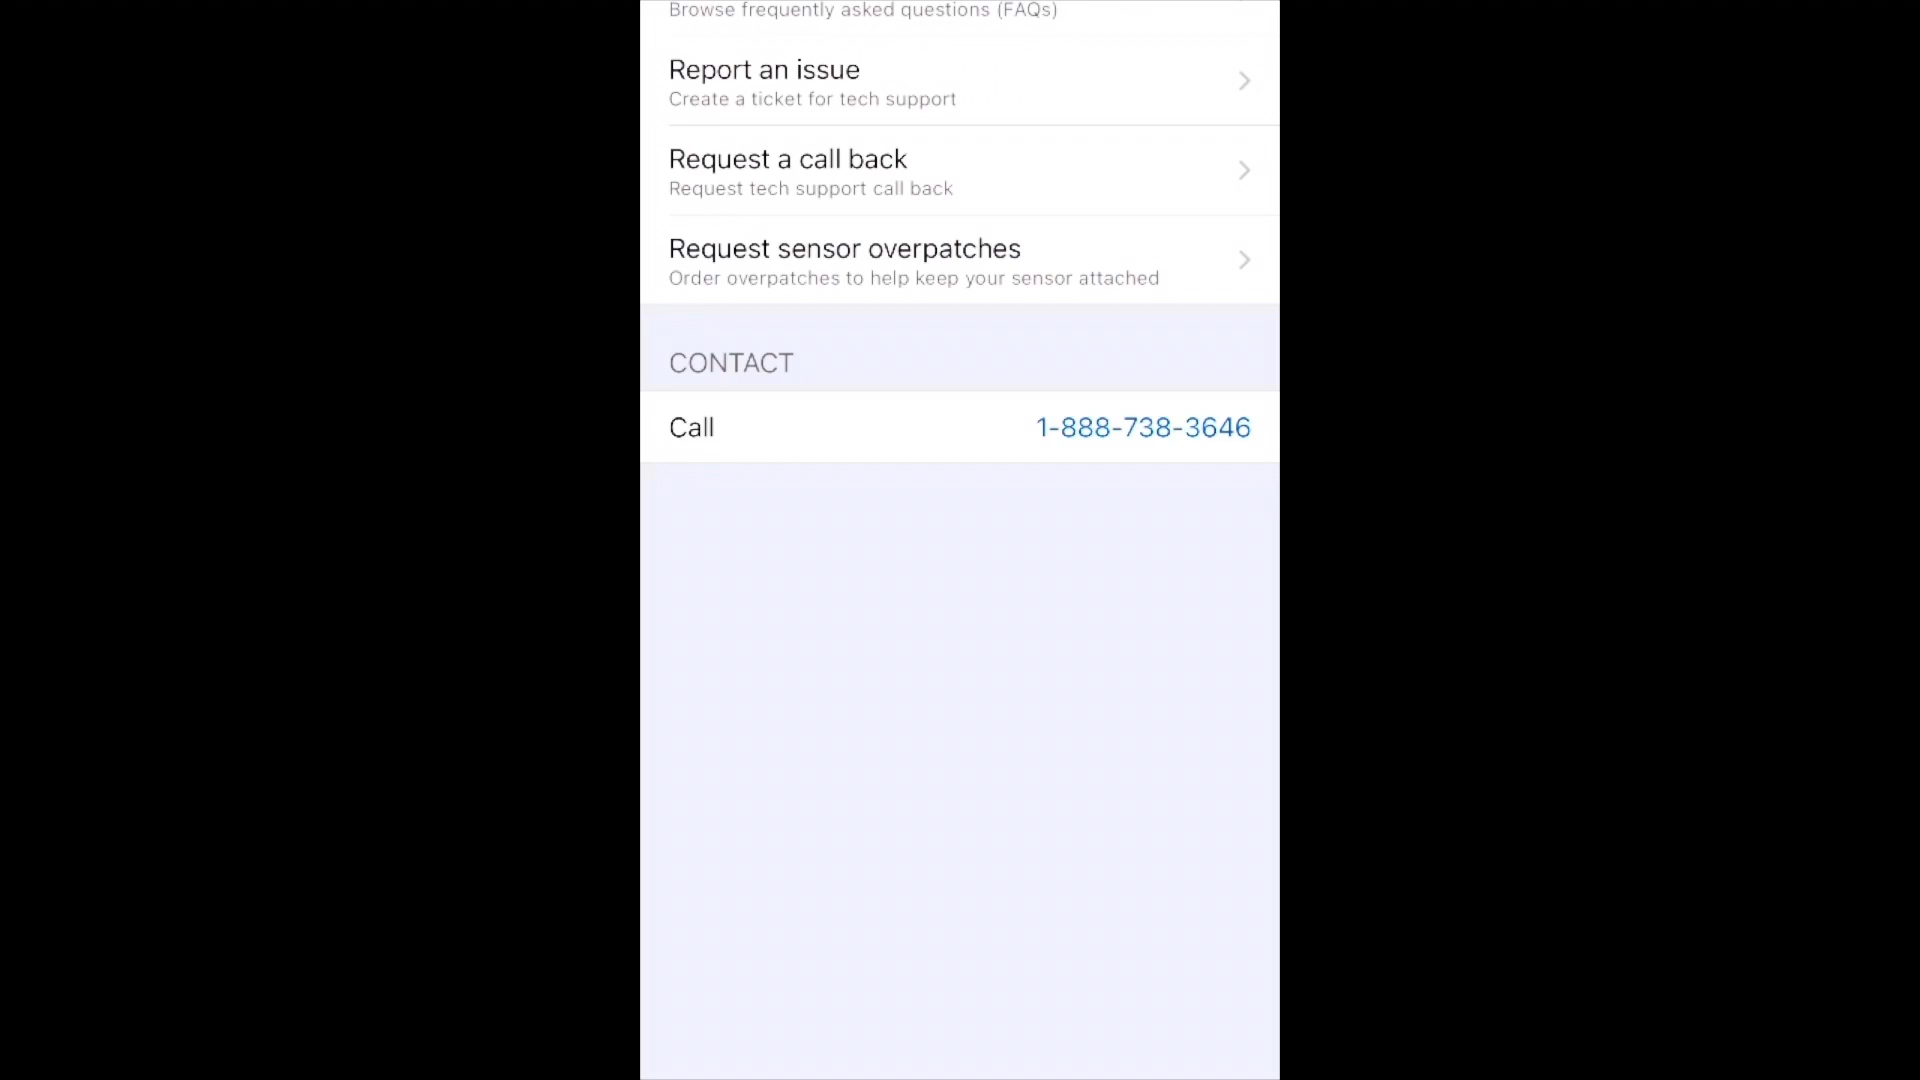 Browse frequently asked questions (FAQs)
Report an issue
Create a ticket for tech support
Request a call back
Request tech support call back
Request sensor overpatches
Order overpatches to help keep your sensor attached
CONTACT
Call 1-888-738-3646